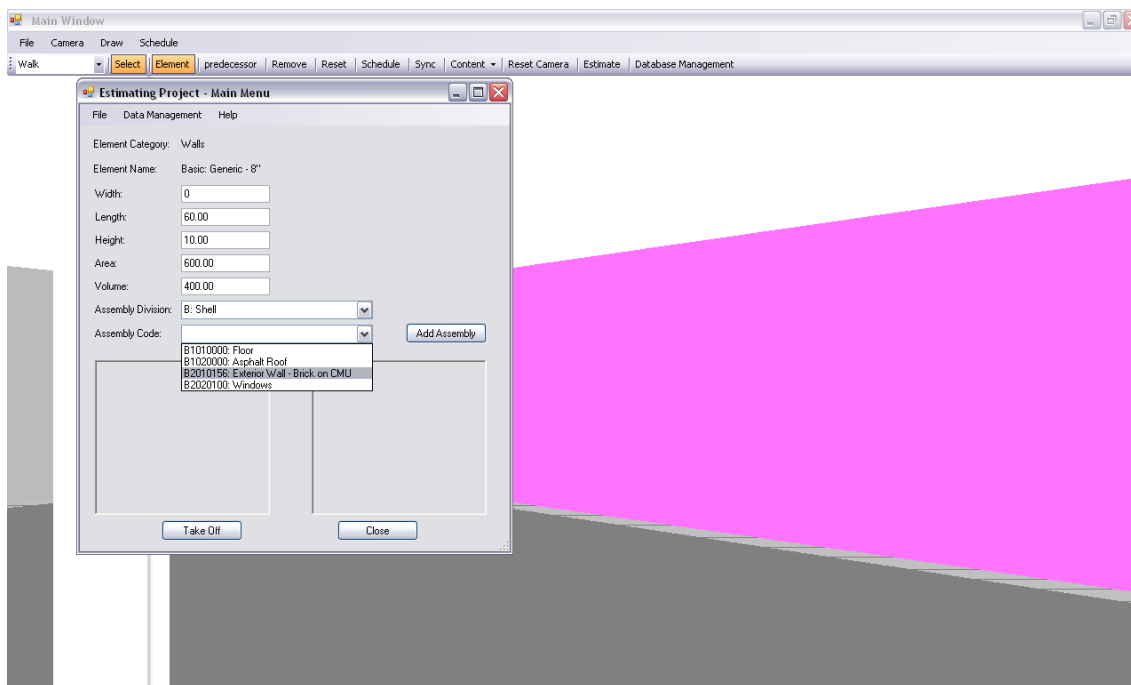 Main Window
File Camera Draw Schedule
Walk Select Element predecessor Remove Reset Schedule Sync Content Reset Camera Estimate Database Management
Estimating Project - Main Menu
File Data Management Help
Element Category: Walls
Element Name: Basic: Generic - 8"
Width: 0
Length: 60.00
Height: 10.00
Area: 600.00
Volume: 400.00
Assembly Division: B: Shell
Assembly Code: Add Assembly
B1010000: Floor
B1020000: Asphalt Roof
B2010156: Exterior Wall - Brick on CMU
B2020100: Windows
Take Off Close